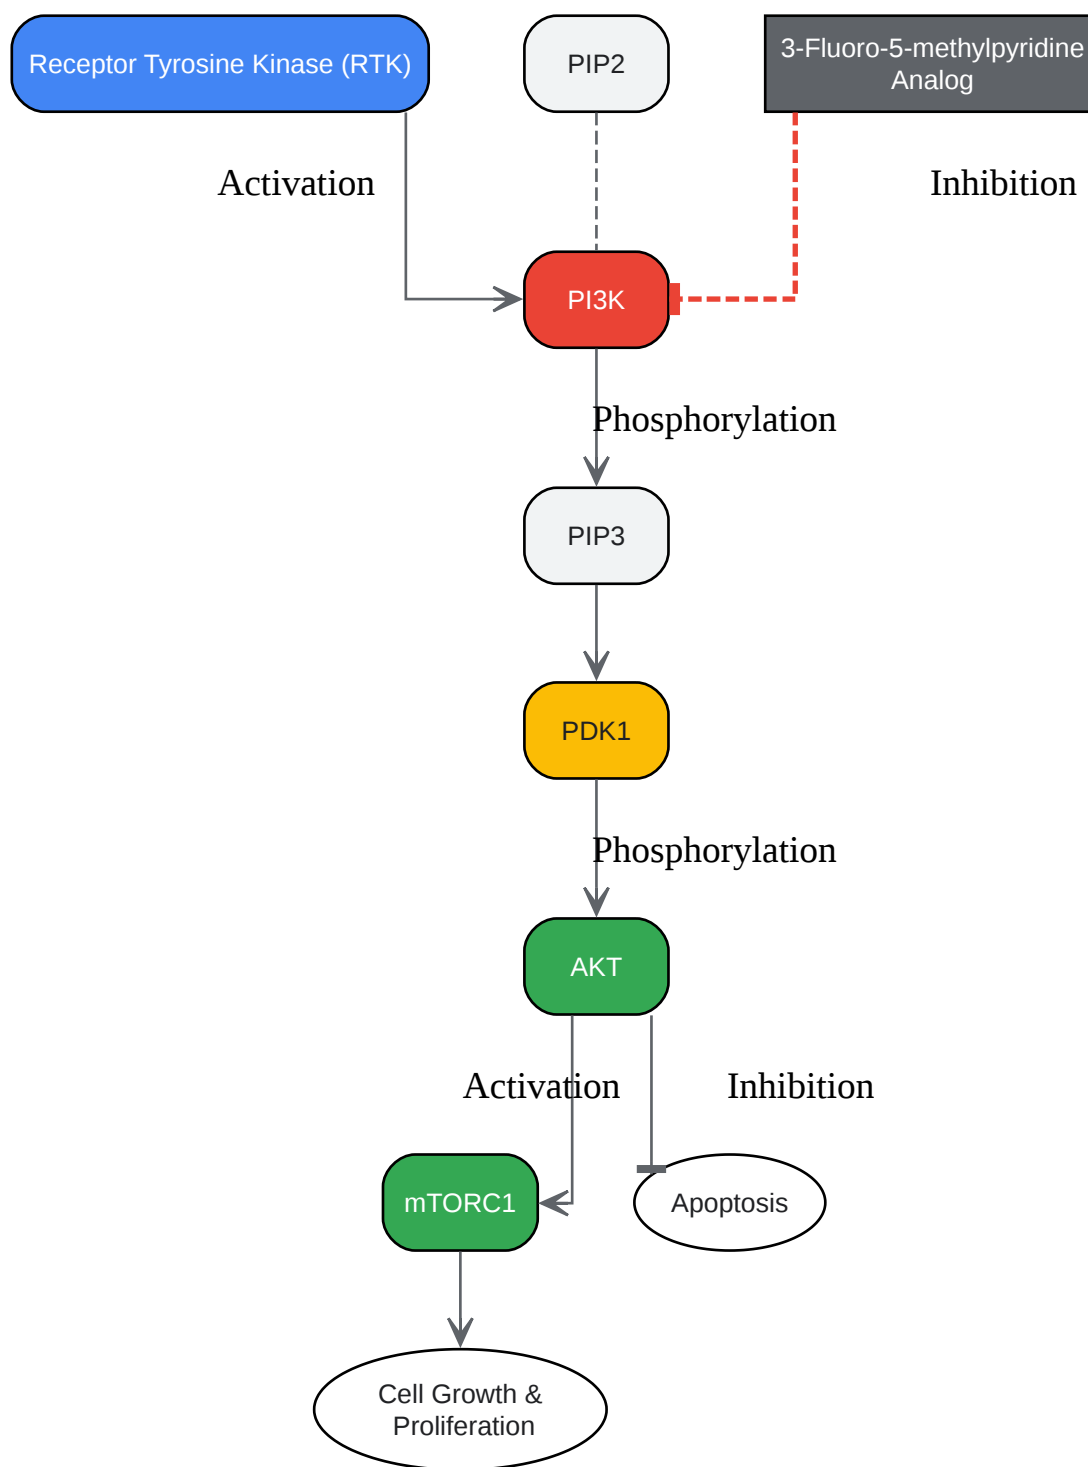 Receptor Tyrosine Kinase (RTK)
PIP2
3-Fluoro-5-methylpyridine
Analog
Activation
Inhibition
PI3K
Phosphorylation
PIP3
PDK1
Phosphorylation
AKT
Activation
Inhibition
mTORC1
Apoptosis
Cell Growth &
Proliferation